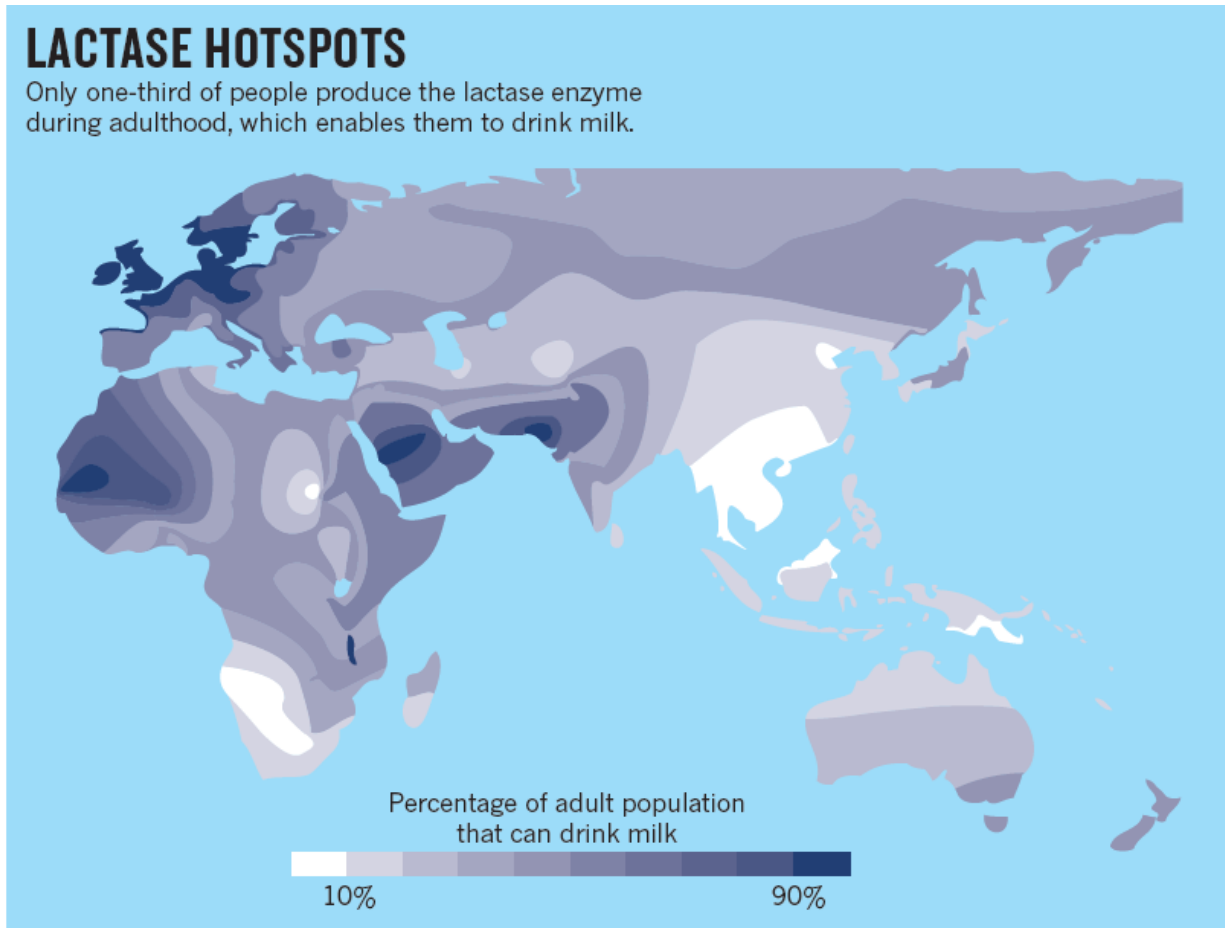 LACTASE HOTSPOTS
Only one-third of people produce the lactase enzyme
during adulthood, which enables them to drink milk.
Percentage of adult population
that can drink milk
10%
90%